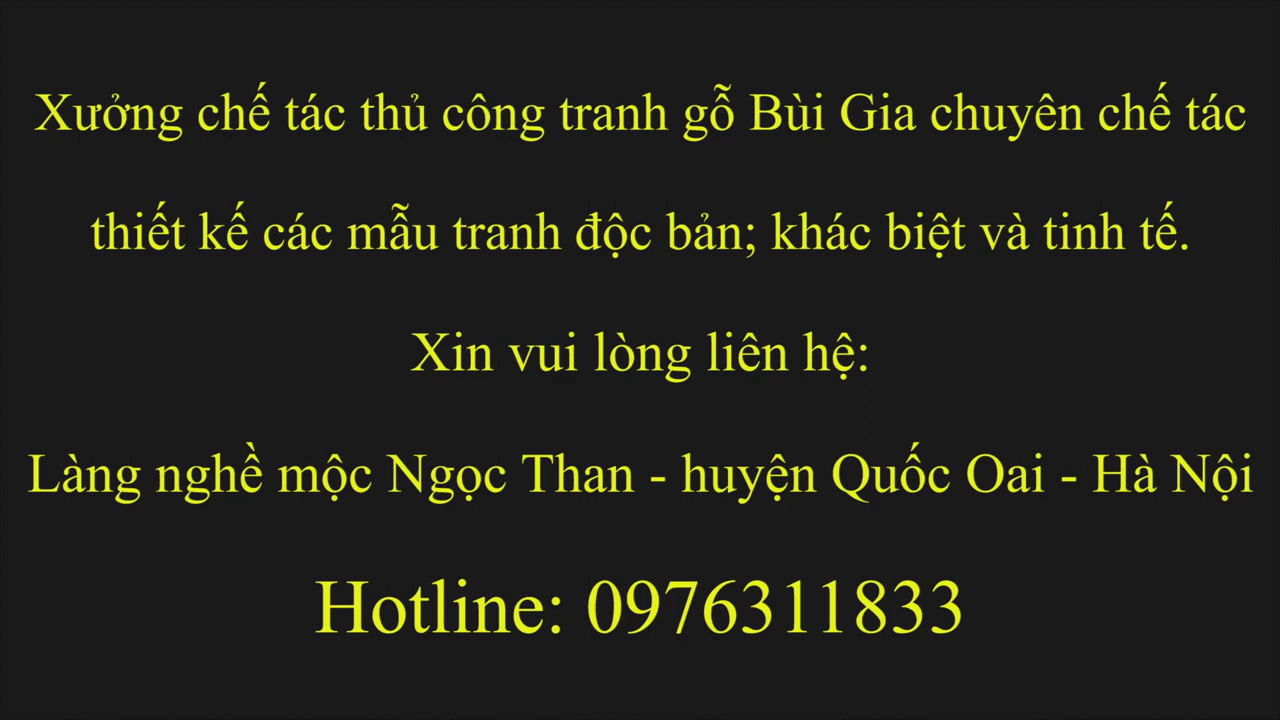 Xưởng chế tác thủ công tranh gỗ Bùi Gia chuyên chế tác
thiết kế các mẫu tranh độc bản; khác biệt và tinh tế.
Xin vui lòng liên hệ:
Làng nghề mộc Ngọc Than - huyện Quốc Oai - Hà Nội
Hotline: 0976311833